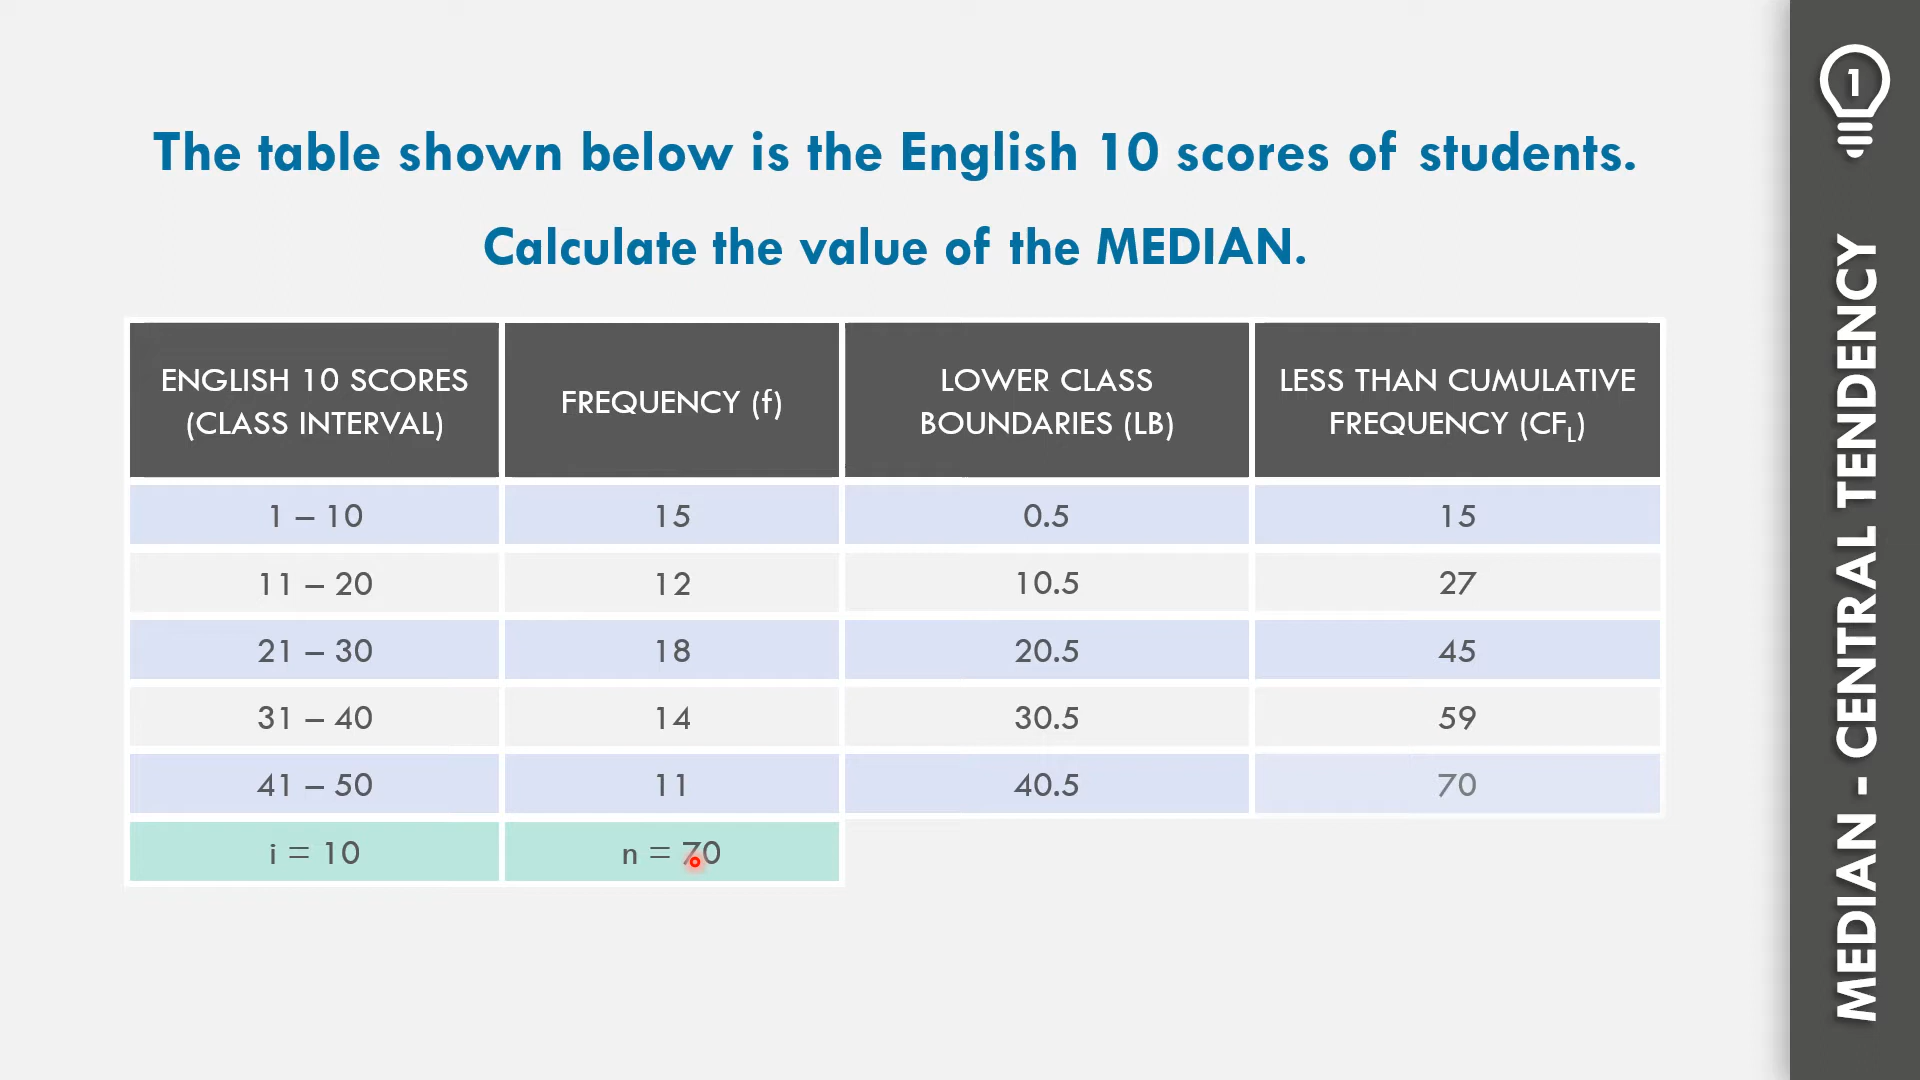 The table shown below is the English 10 scores of students.
Calculate the value of the MEDIAN.
ENGLISH 10 SCORES
(CLASS INTERVAL)
FREQUENCY (f)
LOWER CLASS
BOUNDARIES (LB)
LESS THAN CUMULATIVE
FREQUENCY (CFL)
1 – 10 15 0.5 15
11 – 20 12 10.5 27
21 – 30 18 20.5 45
31 – 40 14 30.5 59
41 – 50 11 40.5 70
i = 10 n = 70
1
MEDIAN - CENTRAL TENDENCY